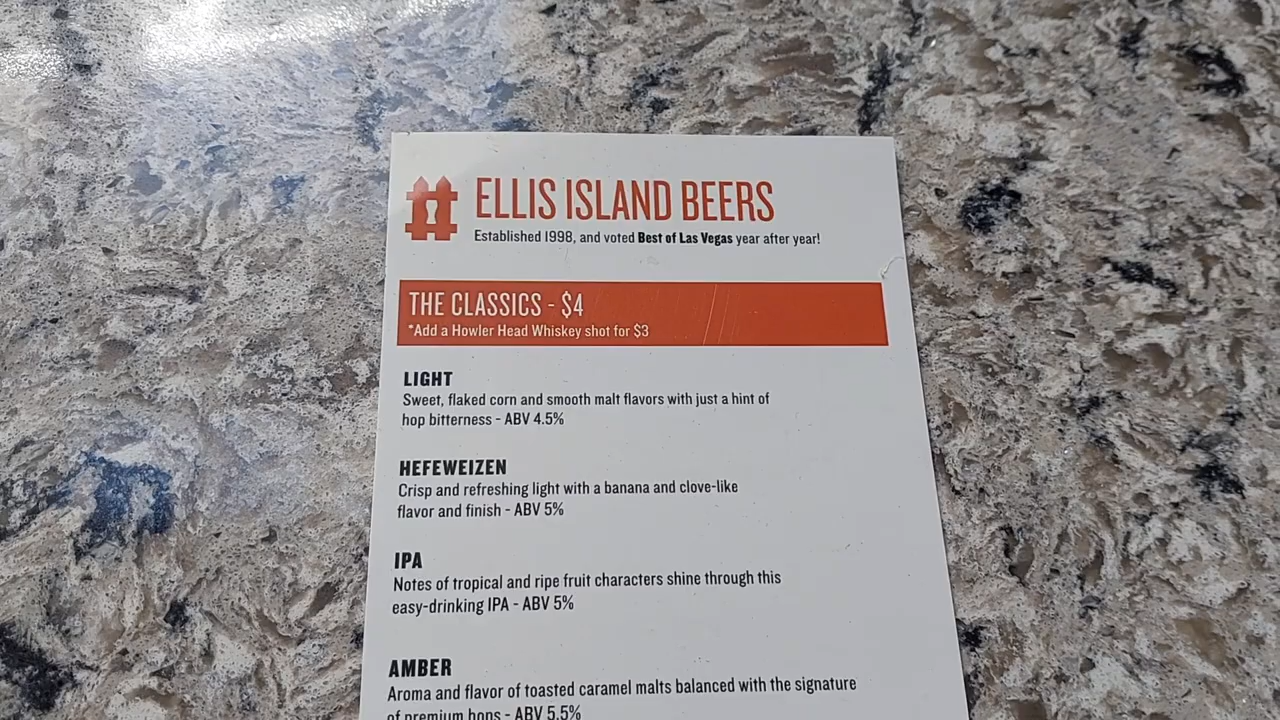 ELLIS ISLAND BEERS
Established 1998, and voted Best of Las Vegas year after year!
THE CLASSICS - $4
*Add a Howler Head Whiskey shot for $3
LIGHT
Sweet, flaked corn and smooth malt flavors with just a hint of
hop bitterness - ABV 4.5%
HEFEWEIZEN
Crisp and refreshing light with a banana and clove-like
flavor and finish - ABV 5%
IPA
Notes of tropical and ripe fruit characters shine through this
easy-drinking IPA - ABV 5%
AMBER
Aroma and flavor of toasted caramel malts balanced with the signature
of premium hops - ABV 5.5%